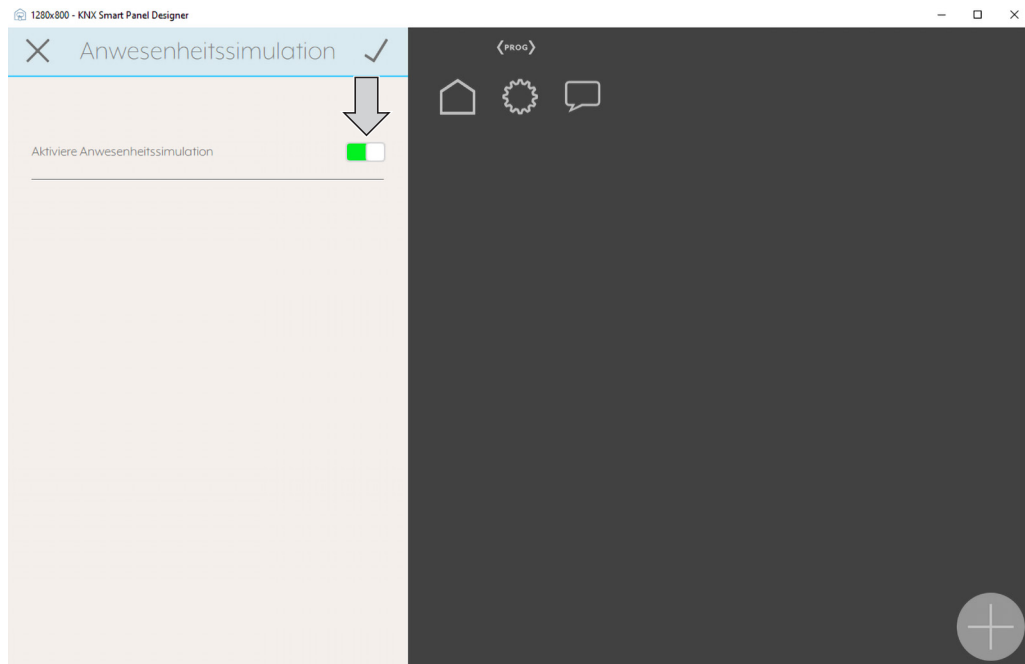 1280x800 - KNX Smart Panel Designer
Anwesenheitssimulation
<PROG>
Aktiviere Anwesenheitssimulation